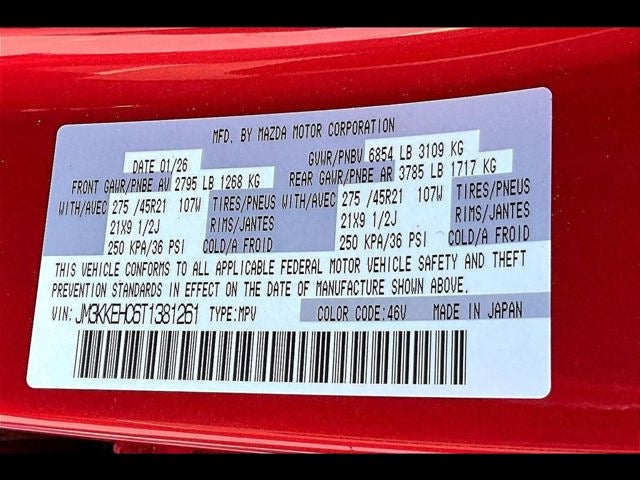 MFD. BY MAZDA MOTOR CORPORATION
DATE 01/26 GVWR/PNBV 6854 LB 3109 KG
FRONT GAWR/PNBE AV 2795 LB 1268 KG REAR GAWR/PNBE AR 3785 LB 1717 KG
WITH/AVEC 275 /45R21 107W TIRES/PNEUS WITH/AVEC 275 /45R21 107W TIRES/PNEUS
21X9 1/2J RIMS/JANTES 21X9 1/2J RIMS/JANTES
250 KPA/36 PSI COLD/A FROID 250 KPA/36 PSI COLD/A FROID
THIS VEHICLE CONFORMS TO ALL APPLICABLE FEDERAL MOTOR VEHICLE SAFETY AND THEFT
PREVENTION STANDARDS IN EFFECT ON THE DATE OF MANUFACTURE SHOWN ABOVE.
VIN: JM3KKEHC6T1381261 TYPE:MPV COLOR CODE:46V MADE IN JAPAN